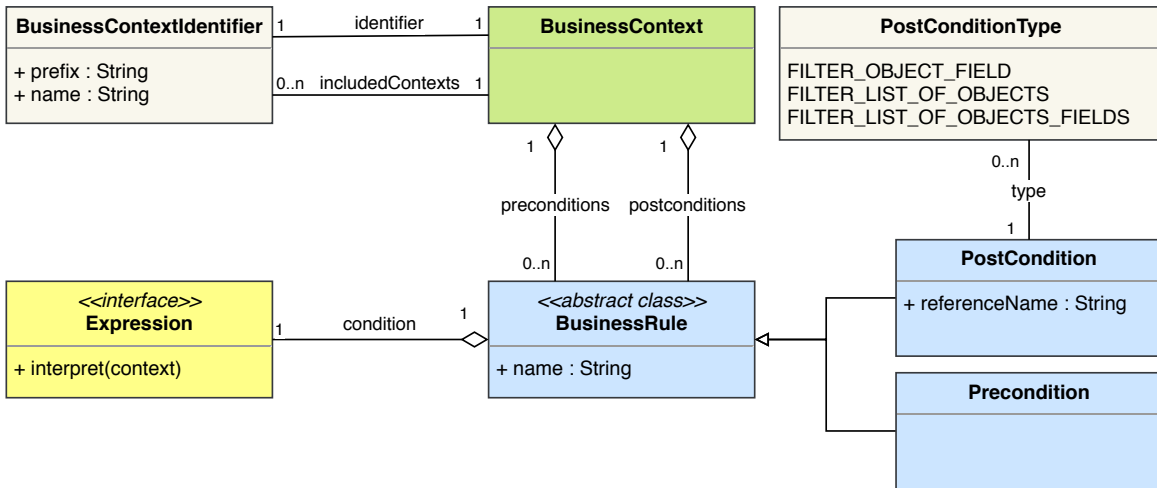 BusinessContextIdentifier
+ prefix : String
+ name : String
1 identifier 1
0..n includedContexts 1
BusinessContext
PostConditionType
FILTER_OBJECT_FIELD
FILTER_LIST_OF_OBJECTS
FILTER_LIST_OF_OBJECTS_FIELDS
1
preconditions
0..n
1
postconditions
0..n
0..n
type
1
<<interface>>
Expression
+ interpret(context)
1 condition 1
<<abstract class>>
BusinessRule
+ name : String
PostCondition
+ referenceName : String
Precondition